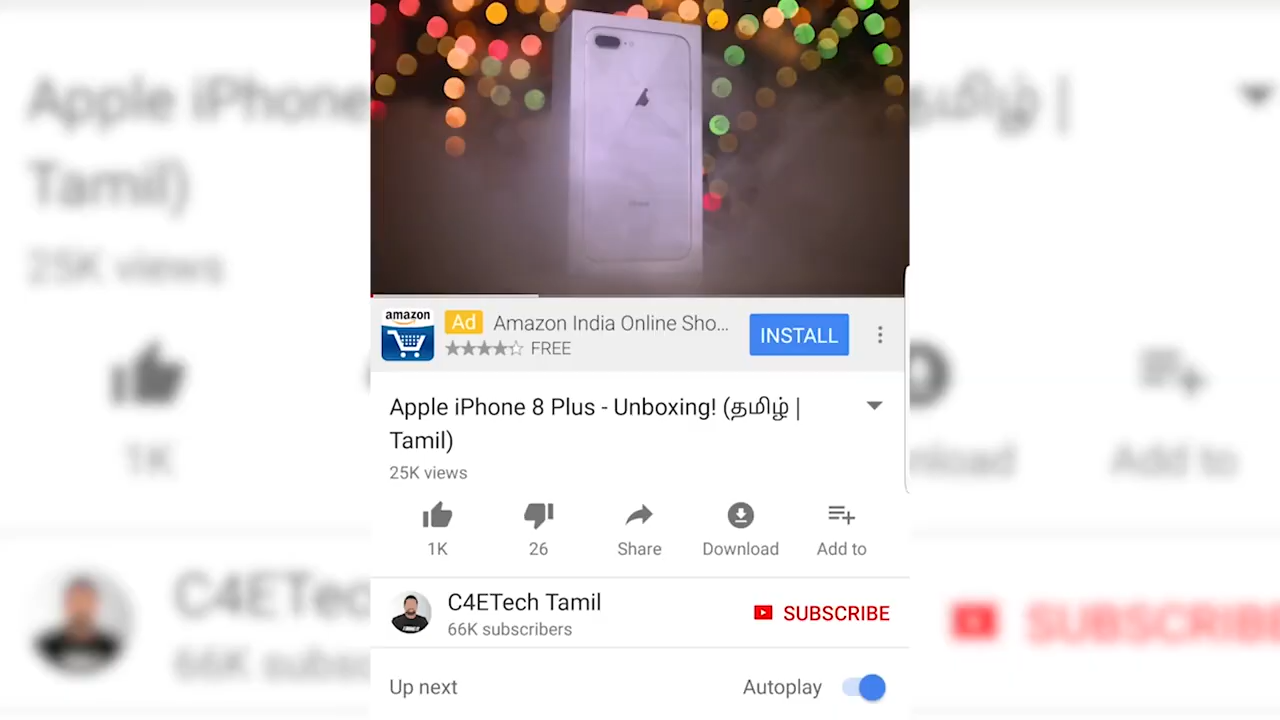 amazon
Ad Amazon India Online Sho...
FREE
INSTALL
Apple iPhone 8 Plus - Unboxing! (தமிழ் |
Tamil)
25K views
1K
26
Share
Download
Add to
C4ETech Tamil
66K subscribers
SUBSCRIBE
Up next
Autoplay